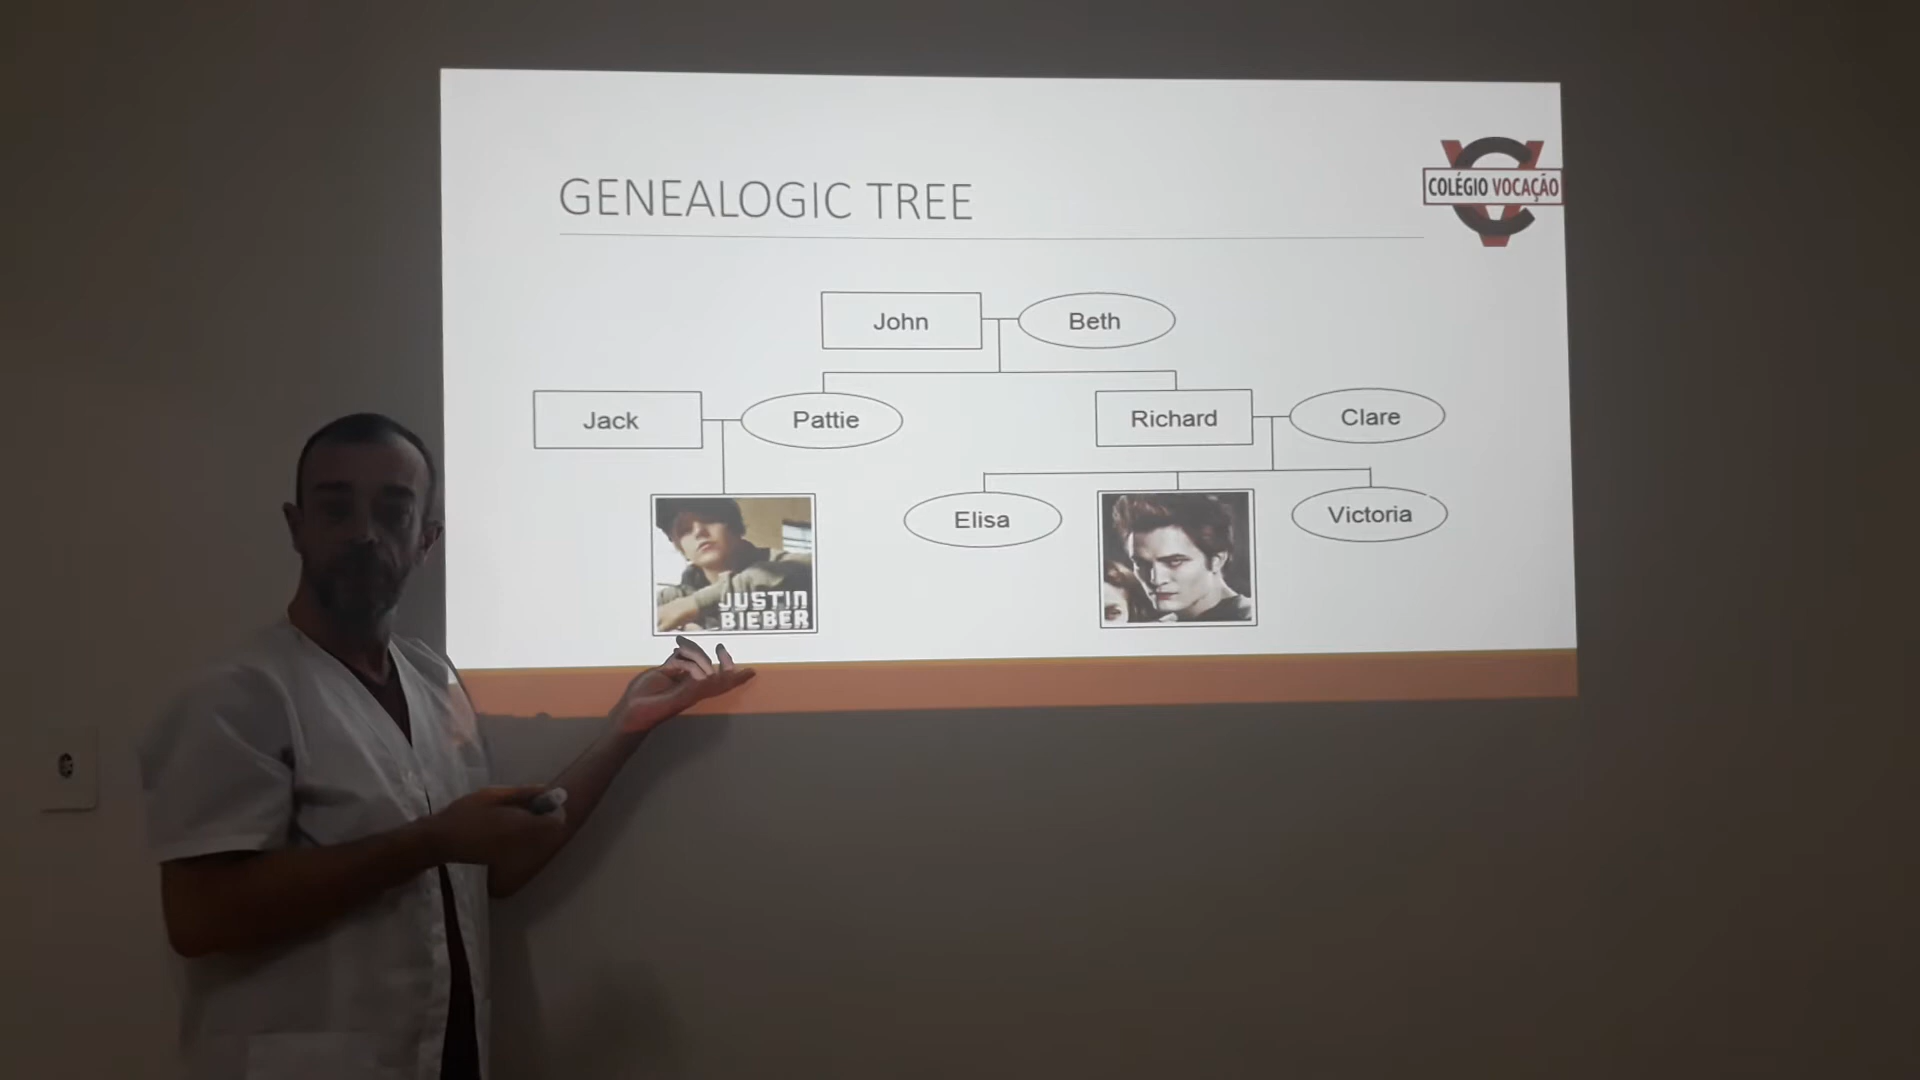 COLÉGIO VOCAÇÃO
GENEALOGIC TREE
John
Beth
Jack
Pattie
Richard
Clare
Elisa
Victoria
JUSTIN
BIEBER